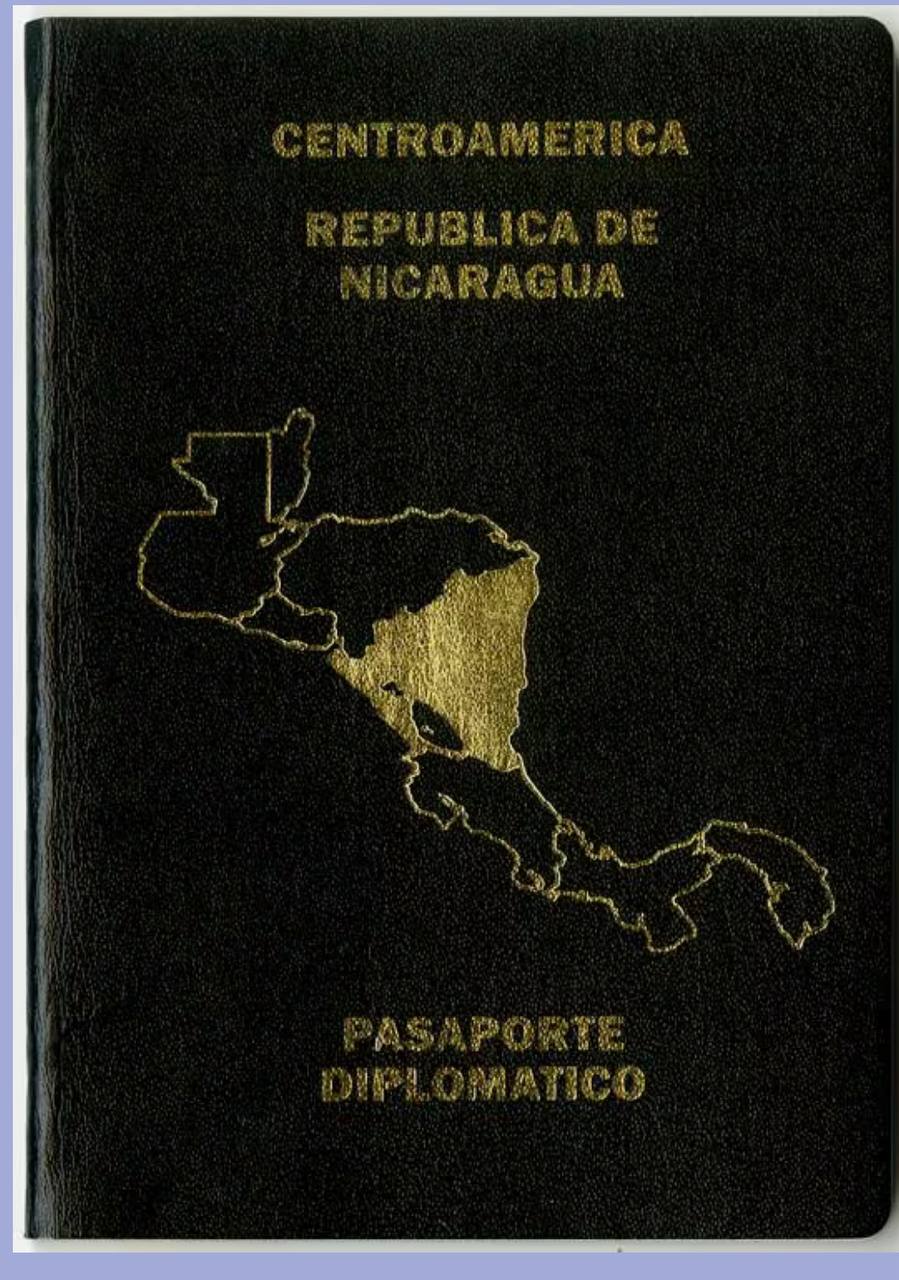 CENTROAMERICA
REPUBLICA DE
NICARAGUA
PASAPORTE
DIPLOMATICO